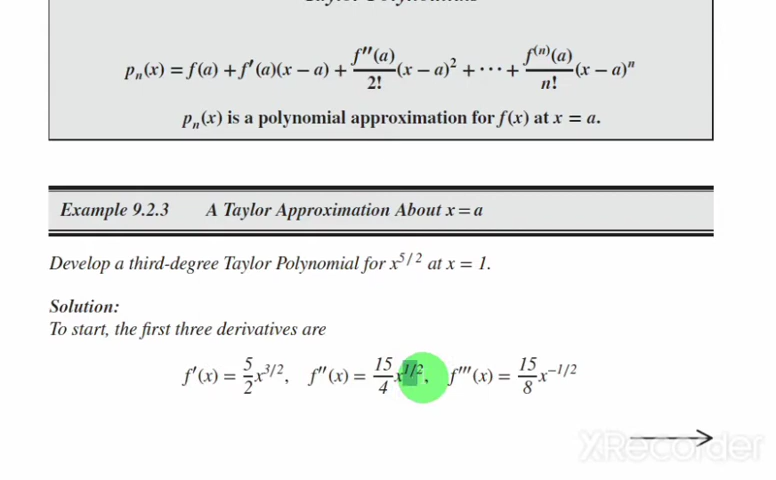 pₙ(x) = f(a) + f′(a)(x − a) + f″(a)/2! (x − a)² + ··· + f⁽ⁿ⁾(a)/n! (x − a)ⁿ
pₙ(x) is a polynomial approximation for f(x) at x = a.
Example 9.2.3 A Taylor Approximation About x = a
Develop a third-degree Taylor Polynomial for x^{5/2} at x = 1.
Solution:
To start, the first three derivatives are
f′(x) = 5/2 x^{3/2}, f″(x) = 15/4 x^{1/2}, f‴(x) = 15/8 x^{−1/2}
XRecorder